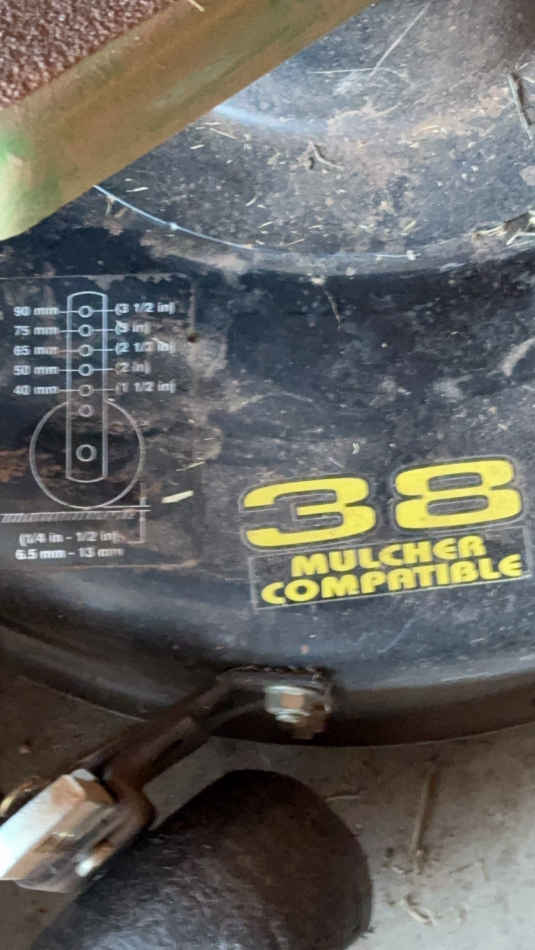 90 mm (3 1/2 in)
75 mm (3 in)
65 mm (2 1/2 in)
50 mm (2 in)
40 mm (1 1/2 in)
(1/4 in - 1/2 in)
6.5 mm - 13 mm
38
MULCHER
COMPATIBLE